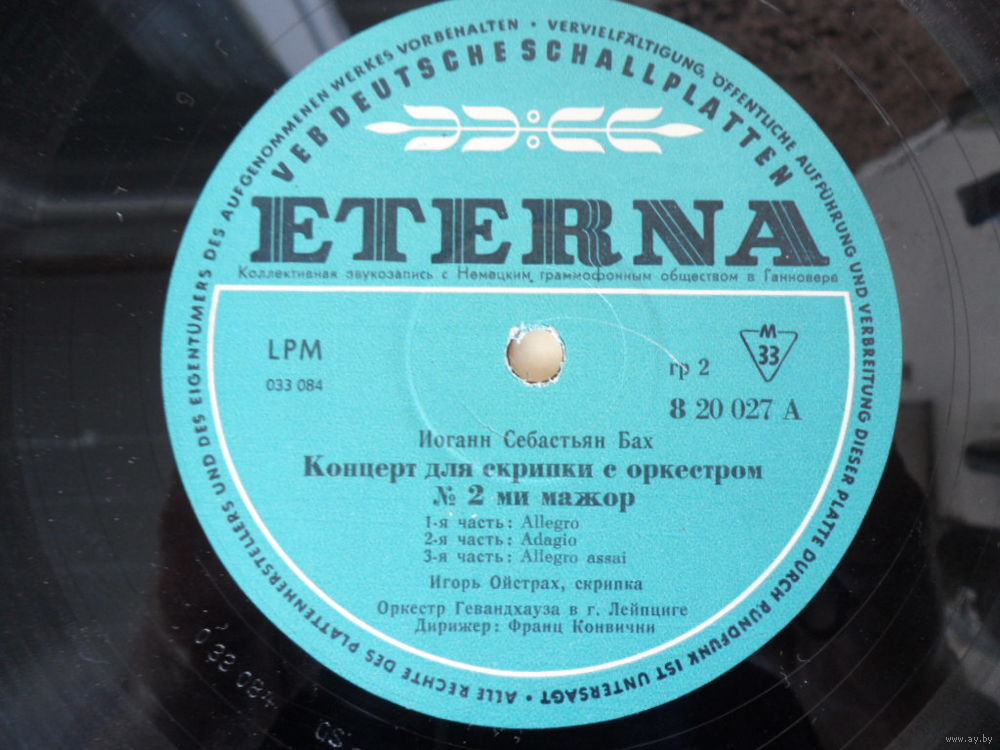 ALLE RECHTE DES PLATTENHERSTELLERS UND DES EIGENTÜMERS DES AUFGENOMMENEN WERKES VORBEHALTEN • VERVIELFÄLTIGUNG, ÖFFENTLICHE AUFFÜHRUNG UND VERBREITUNG DIESER PLATTE DURCH RUNDFUNK IST UNTERSAGT •
VEB DEUTSCHE SCHALLPLATTEN
ETERNA
Коллективная звукозапись с Немецким граммофонным обществом в Ганновере
LPM
033 084
M
33
гр 2
8 20 027 A
Иоганн Себастьян Бах
Концерт для скрипки с оркестром
№ 2 ми мажор
1-я часть: Allegro
2-я часть: Adagio
3-я часть: Allegro assai
Игорь Ойстрах, скрипка
Оркестр Гевандхауза в г. Лейпциге
Дирижер: Франц Конвични
www.ay.by